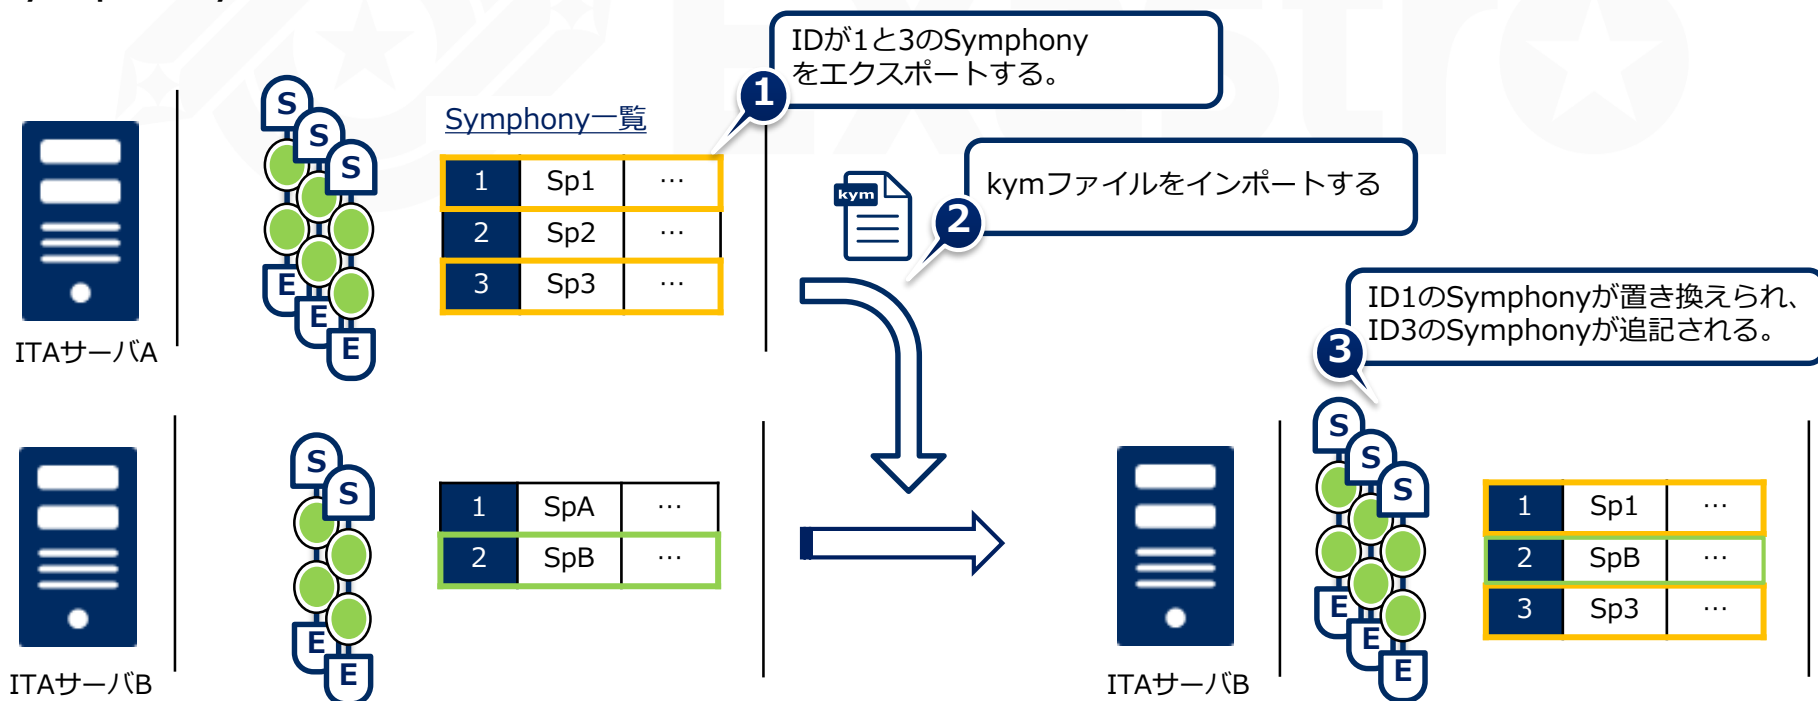 IDが1と3のSymphony
をエクスポートする。
1
Symphony一覧
S
S
S
E
E
E
1 Sp1 …
2 Sp2 …
3 Sp3 …
ITAサーバA
kym
kymファイルをインポートする
2
ID1のSymphonyが置き換えられ、
ID3のSymphonyが追記される。
3
S
S
E
E
1 SpA …
2 SpB …
ITAサーバB
S
S
S
E
E
E
1 Sp1 …
2 SpB …
3 Sp3 …
ITAサーバB